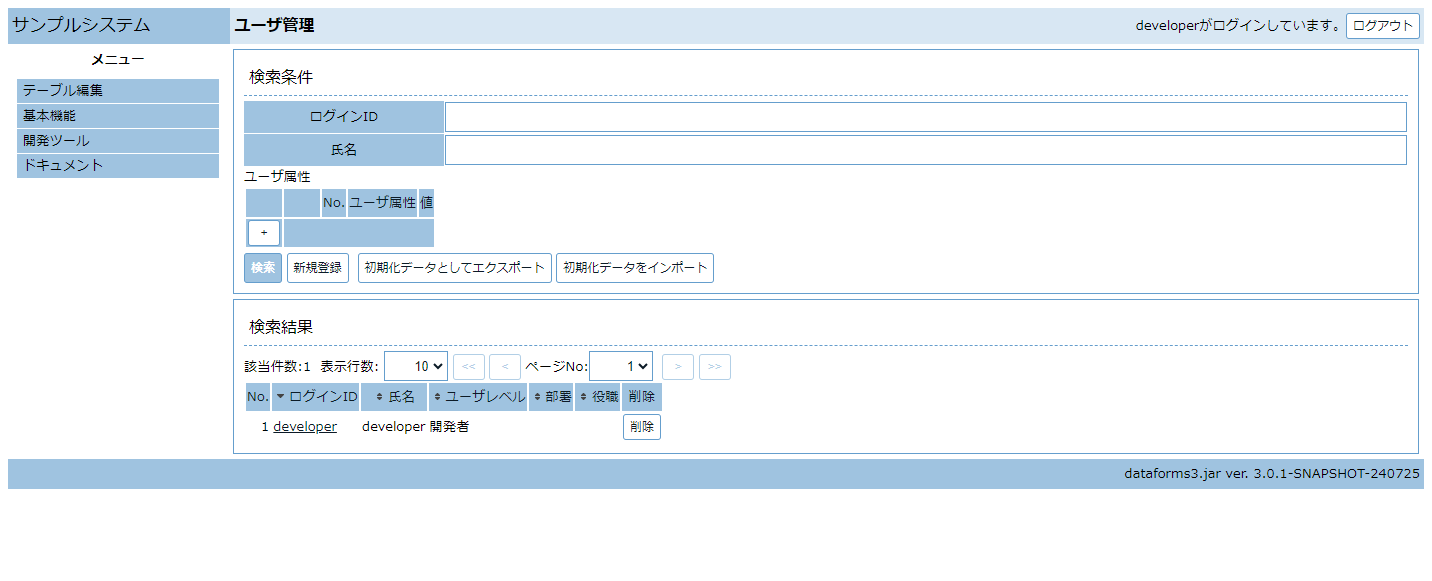 サンプルシステム ユーザ管理 developerがログインしています。 ログアウト
メニュー
テーブル編集
基本機能
開発ツール
ドキュメント
検索条件
ログインID
氏名
ユーザ属性
No. ユーザ属性 値
+
検索 新規登録 初期化データとしてエクスポート 初期化データをインポート
検索結果
該当件数:1 表示行数: 10 << < ページNo: 1 > >>
No. ログインID 氏名 ユーザレベル 部署 役職 削除
1 developer developer 開発者 削除
dataforms3.jar ver. 3.0.1-SNAPSHOT-240725